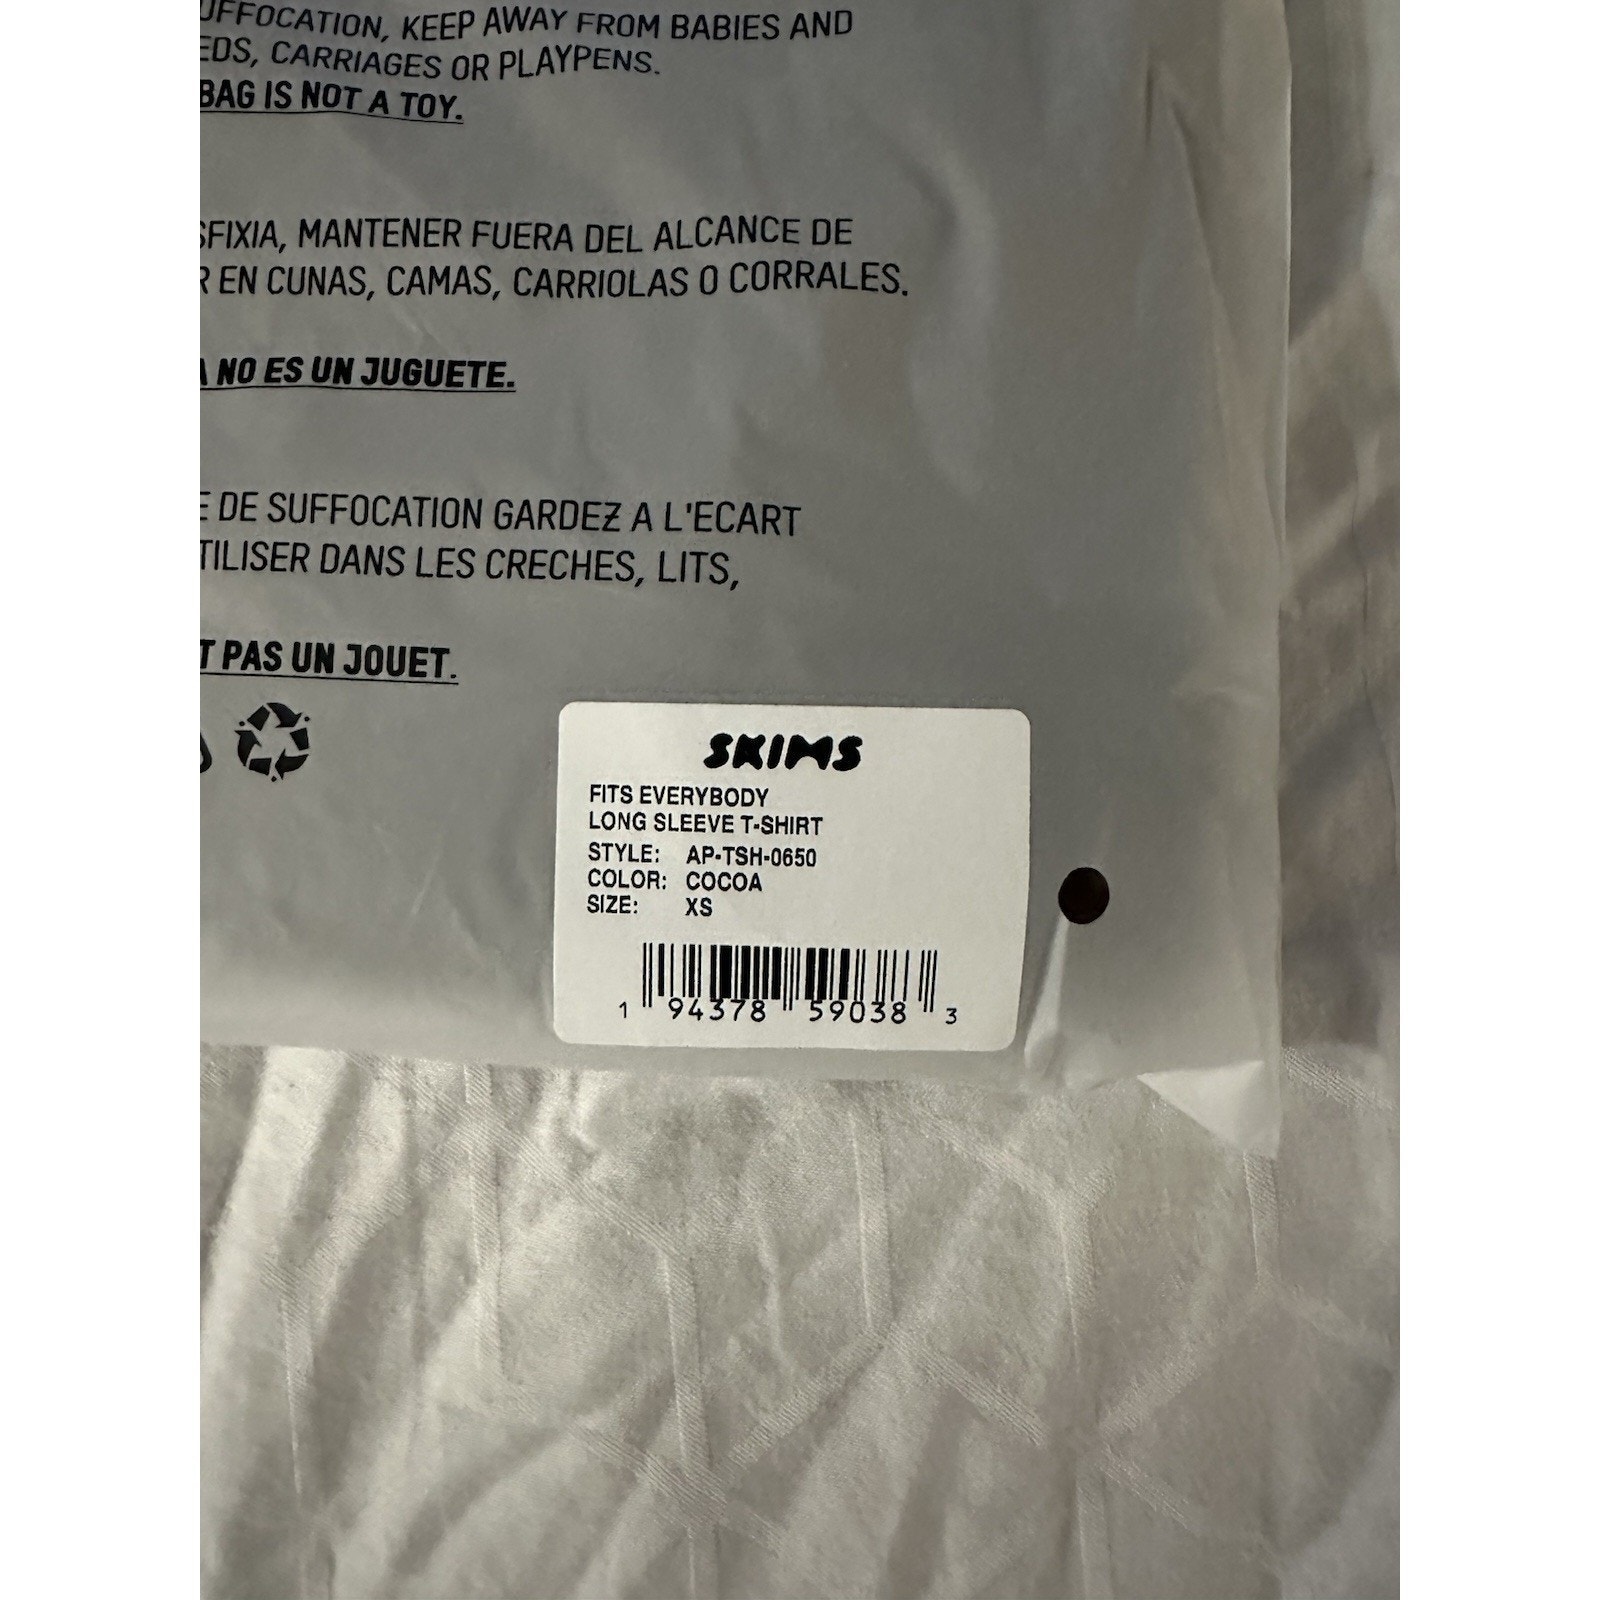 UFFOCATION, KEEP AWAY FROM BABIES AND
EDS, CARRIAGES OR PLAYPENS.
BAG IS NOT A TOY.
SFIXIA, MANTENER FUERA DEL ALCANCE DE
R EN CUNAS, CAMAS, CARRIOLAS O CORRALES.
A NO ES UN JUGUETE.
E DE SUFFOCATION GARDEZ A L'ECART
TILISER DANS LES CRECHES, LITS,
T PAS UN JOUET.
SKIMS
FITS EVERYBODY
LONG SLEEVE T-SHIRT
STYLE: AP-TSH-0650
COLOR: COCOA
SIZE: XS
1 94378 59038 3